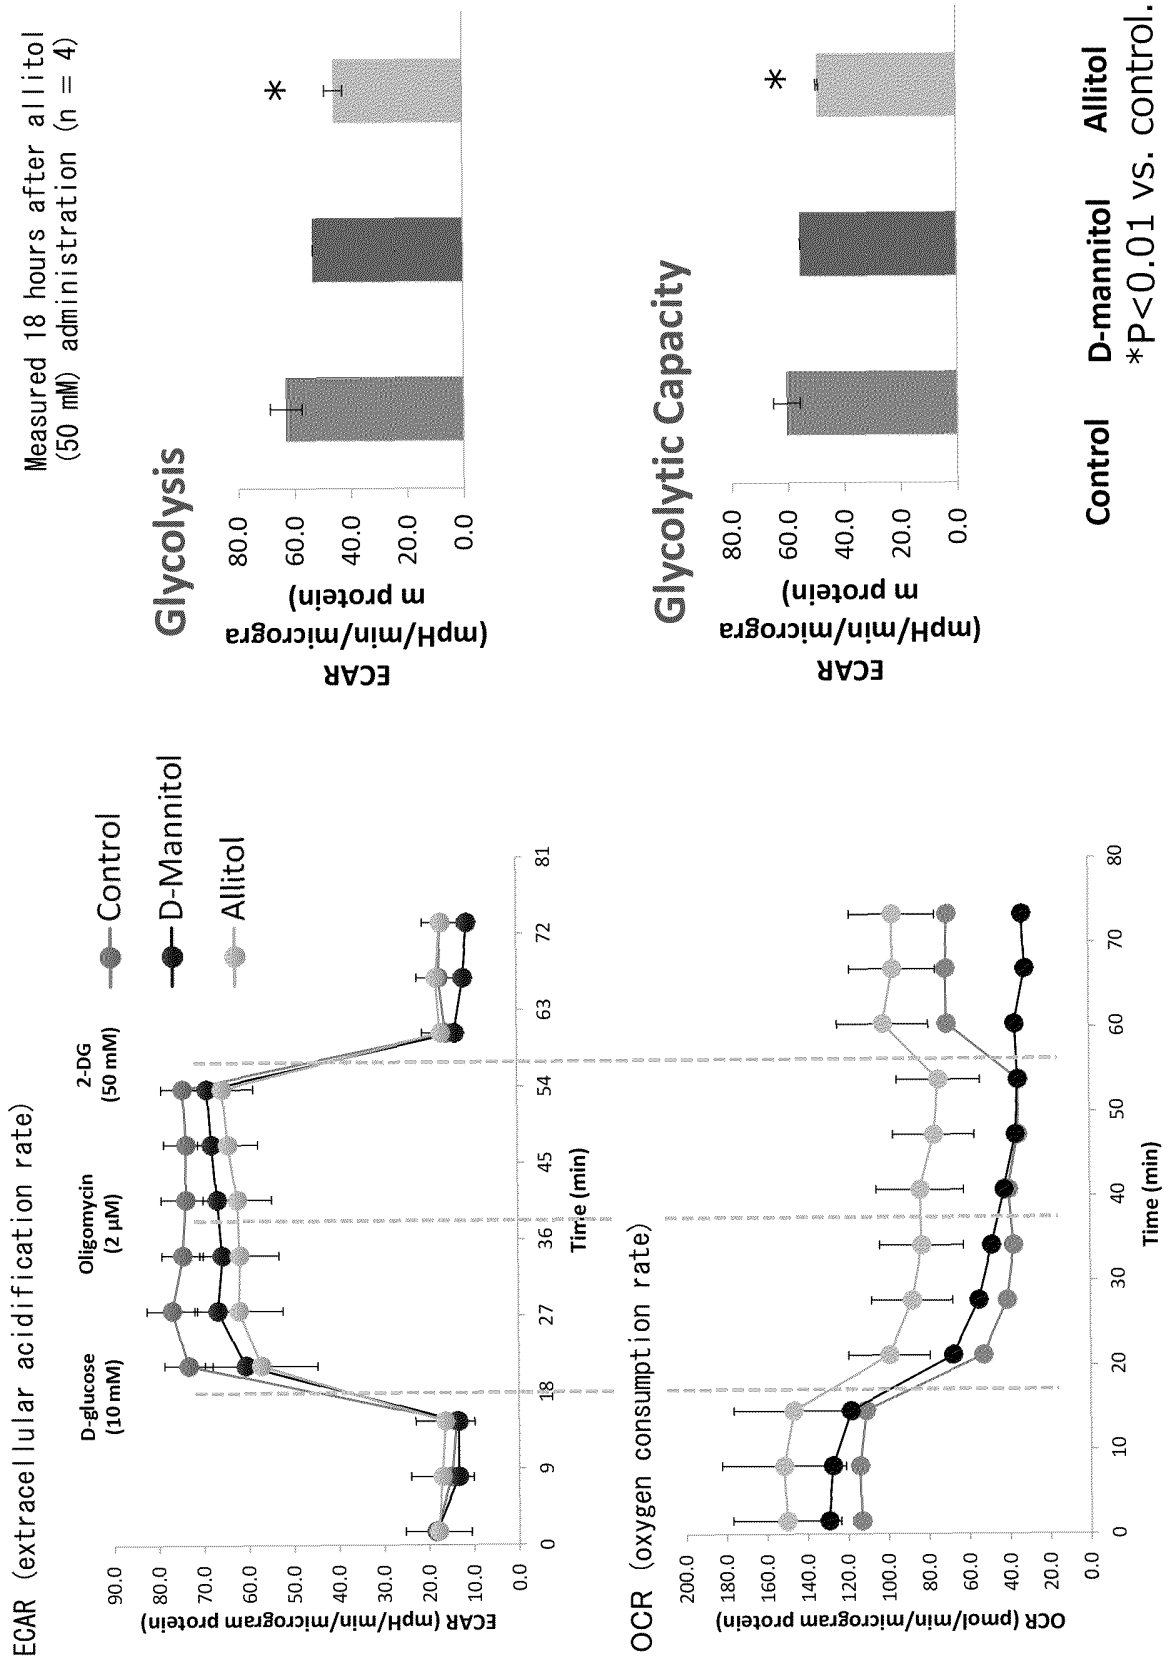 ECAR (extracellular acidification rate)
D-glucose
(10 mM)
Oligomycin
(2 μM)
2-DG
(50 mM)
Control
D-Mannitol
Allitol
ECAR (mpH/min/microgram protein)
90.0
80.0
70.0
60.0
50.0
40.0
30.0
20.0
10.0
0.0
0
9
18
27
36
45
54
63
72
81
Time (min)
OCR (oxygen consumption rate)
OCR (pmol/min/microgram protein)
200.0
180.0
160.0
140.0
120.0
100.0
80.0
60.0
40.0
20.0
0
10
20
30
40
50
60
70
80
Time (min)
Measured 18 hours after allitol
(50 mM) administration (n = 4)
Glycolysis
ECAR
(mpH/min/microgra
m protein)
80.0
60.0
40.0
20.0
0.0
*
Glycolytic Capacity
ECAR
(mpH/min/microgra
m protein)
80.0
60.0
40.0
20.0
0.0
*
Control
D-mannitol
Allitol
*P<0.01 vs. control.